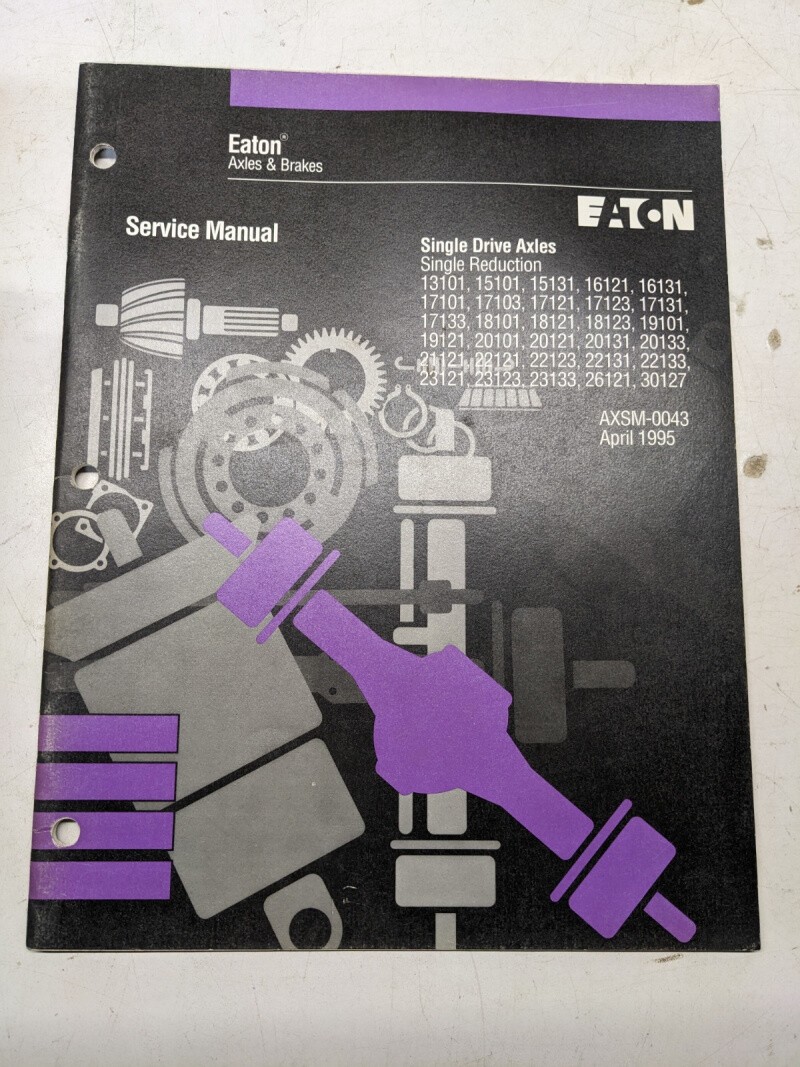 Eaton®
Axles & Brakes
EATON
Service Manual
Single Drive Axles
Single Reduction
13101, 15101, 15131, 16121, 16131,
17101, 17103, 17121, 17123, 17131,
17133, 18101, 18121, 18123, 19101,
19121, 20101, 20121, 20131, 20133,
21121, 22121, 22123, 22131, 22133,
23121, 23123, 23133, 26121, 30127
AXSM-0043
April 1995